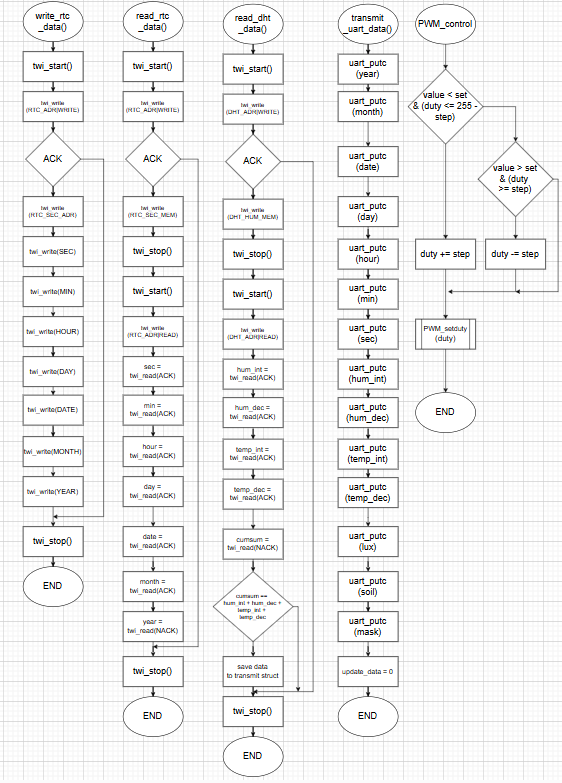 write_rtc
_data()
twi_start()
twi_write
(RTC_ADR|WRITE)
ACK
twi_write
(RTC_SEC_ADR)
twi_write(SEC)
twi_write(MIN)
twi_write(HOUR)
twi_write(DAY)
twi_write(DATE)
twi_write(MONTH)
twi_write(YEAR)
twi_stop()
END
read_rtc
_data()
twi_start()
twi_write
(RTC_ADR|WRITE)
ACK
twi_write
(RTC_SEC_MEM)
twi_stop()
twi_start()
twi_write
(RTC_ADR|READ)
sec =
twi_read(ACK)
min =
twi_read(ACK)
hour =
twi_read(ACK)
day =
twi_read(ACK)
date =
twi_read(ACK)
month =
twi_read(ACK)
year =
twi_read(NACK)
twi_stop()
END
read_dht
_data()
twi_start()
twi_write
(DHT_ADR|WRITE)
ACK
twi_write
(DHT_HUM_MEM)
twi_stop()
twi_start()
twi_write
(DHT_ADR|READ)
hum_int =
twi_read(ACK)
hum_dec =
twi_read(ACK)
temp_int =
twi_read(ACK)
temp_dec =
twi_read(ACK)
cumsum =
twi_read(NACK)
cumsum ==
hum_int + hum_dec +
temp_int +
temp_dec
save data
to transmit struct
twi_stop()
END
transmit
_uart_data()
uart_putc
(year)
uart_putc
(month)
uart_putc
(date)
uart_putc
(day)
uart_putc
(hour)
uart_putc
(min)
uart_putc
(sec)
uart_putc
(hum_int)
uart_putc
(hum_dec)
uart_putc
(temp_int)
uart_putc
(temp_dec)
uart_putc
(lux)
uart_putc
(soil)
uart_putc
(mask)
update_data = 0
END
PWM_control
value < set
& (duty <= 255 -
step)
value > set
& (duty
>= step)
duty += step
duty -= step
PWM_setduty
(duty)
END